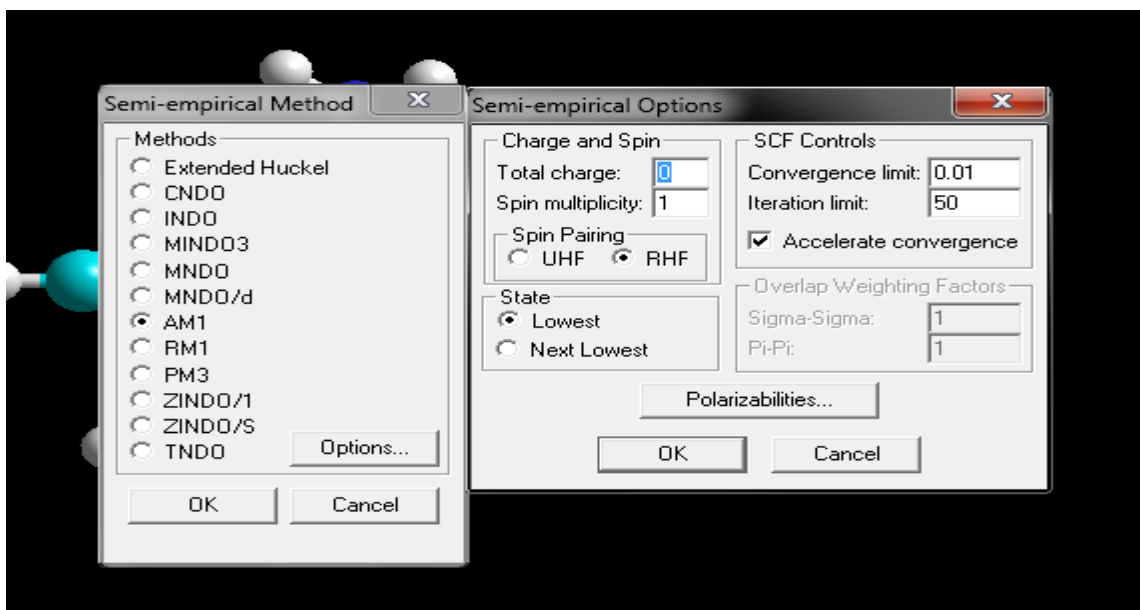 Semi-empirical Method
Methods
Extended Huckel
CNDO
INDO
MINDO3
MNDO
MNDO/d
AM1
RM1
PM3
ZINDO/1
ZINDO/S
TNDO
Options...
OK
Cancel
Semi-empirical Options
Charge and Spin
Total charge: 0
Spin multiplicity: 1
Spin Pairing
UHF RHF
State
Lowest
Next Lowest
SCF Controls
Convergence limit: 0.01
Iteration limit: 50
Accelerate convergence
Overlap Weighting Factors
Sigma-Sigma: 1
Pi-Pi: 1
Polarizabilities...
OK
Cancel